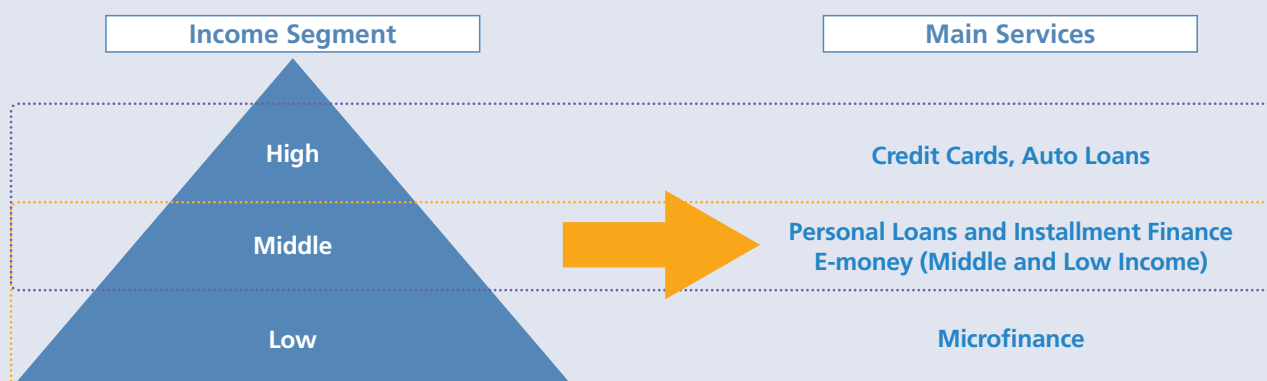 Income Segment
Main Services
High
Credit Cards, Auto Loans
Middle
Personal Loans and Installment Finance
E-money (Middle and Low Income)
Low
Microfinance